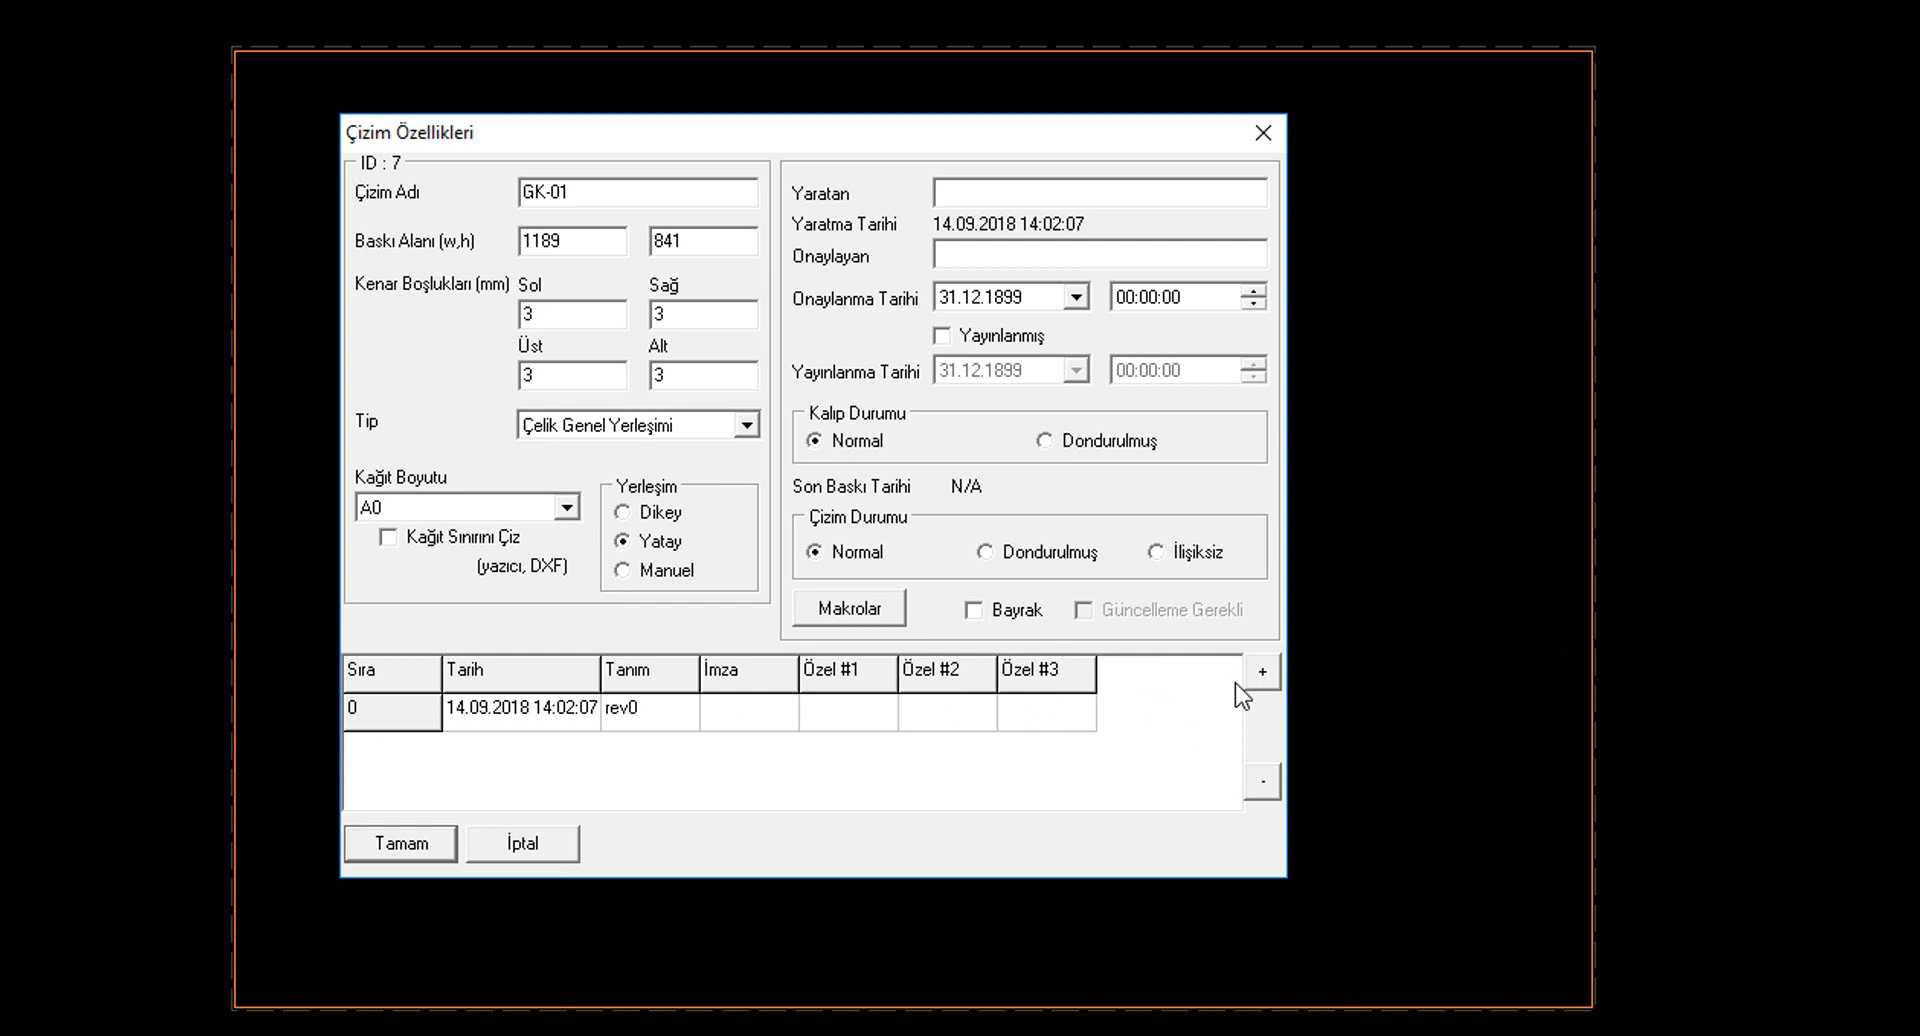 Çizim Özellikleri
ID : 7
Çizim Adı
GK-01
Baskı Alanı (w,h)
1189
841
Kenar Boşlukları (mm)
Sol
Sağ
3
3
Üst
Alt
3
3
Tip
Çelik Genel Yerleşimi
Kağıt Boyutu
A0
Kağıt Sınırını Çiz
(yazıcı, DXF)
Yerleşim
Dikey
Yatay
Manuel
Yaratan
Yaratma Tarihi
14.09.2018 14:02:07
Onaylayan
Onaylanma Tarihi
31.12.1899
00:00:00
Yayınlanmış
Yayınlanma Tarihi
31.12.1899
00:00:00
Kalıp Durumu
Normal
Dondurulmuş
Son Baskı Tarihi
N/A
Çizim Durumu
Normal
Dondurulmuş
İlişiksiz
Makrolar
Bayrak
Güncelleme Gerekli
Sıra Tarih Tanım İmza Özel #1 Özel #2 Özel #3
0 14.09.2018 14:02:07 rev0
+
-
Tamam
İptal